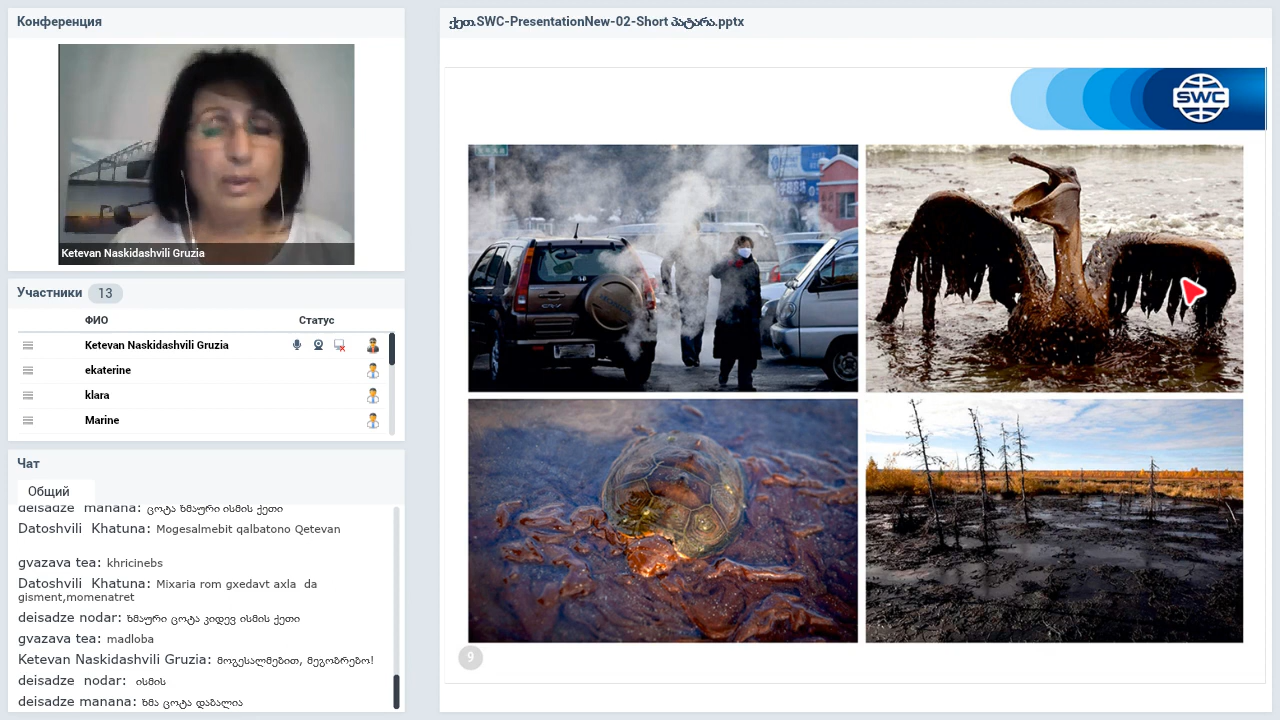 Конференция
Ketevan Naskidashvili Gruzia
Участники 13
ФИО Статус
Ketevan Naskidashvili Gruzia
ekaterine
klara
Marine
Чат
Общий
deisadze manana: ცოტა ხმაური ისმის ქეთი
Datoshvili Khatuna: Mogesalmebit qalbatono Qetevan
gvazava tea: khricinebs
Datoshvili Khatuna: Mixaria rom gxedavt axla da
gisment,momenatret
deisadze nodar: ხმაური ცოტა კიდევ ისმის ქეთი
gvazava tea: madloba
Ketevan Naskidashvili Gruzia: მოგესალმებით, მეგობრებო!
deisadze nodar: ისმის
deisadze manana: ხმა ცოტა დაბალია
ქეთ.SWC-PresentationNew-02-Short პატარა.pptx
SWC
9